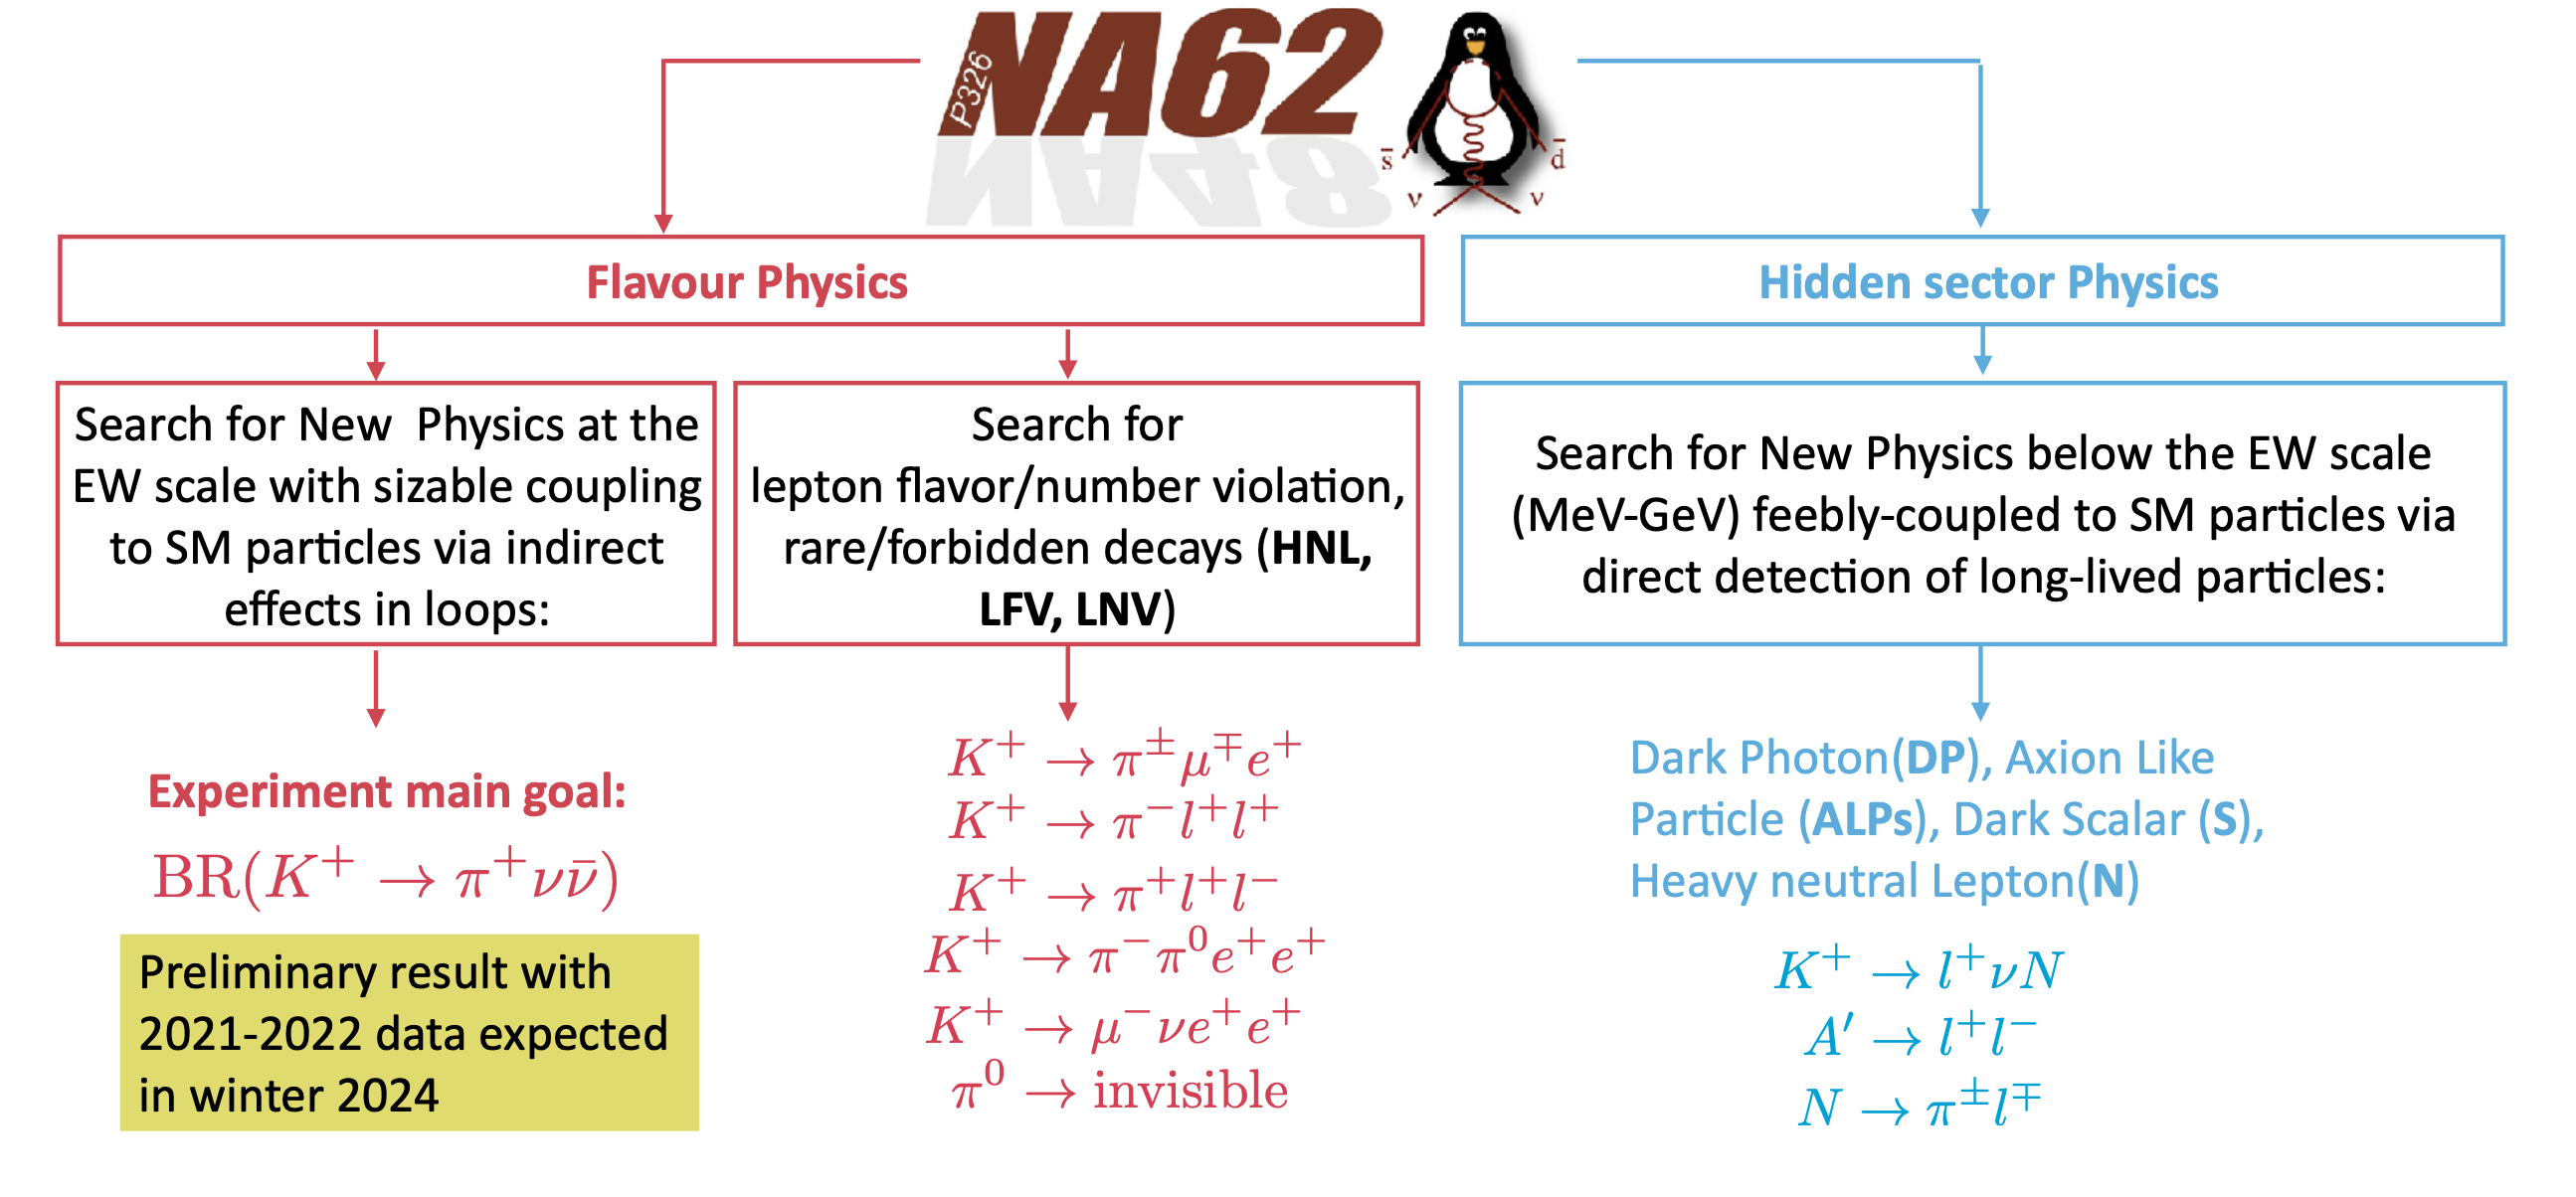 P326
NA62
NA48
s̄
d̄
ν
ν
Flavour Physics
Hidden sector Physics
Search for New Physics at the
EW scale with sizable coupling
to SM particles via indirect
effects in loops:
Search for
lepton flavor/number violation,
rare/forbidden decays (HNL,
LFV, LNV)
Search for New Physics below the EW scale
(MeV-GeV) feebly-coupled to SM particles via
direct detection of long-lived particles:
Experiment main goal:
BR(K⁺ → π⁺νν̄)
Preliminary result with
2021-2022 data expected
in winter 2024
K⁺ → π^±μ^∓e⁺
K⁺ → π⁻l⁺l⁺
K⁺ → π⁺l⁺l⁻
K⁺ → π⁻π⁰e⁺e⁺
K⁺ → μ⁻νe⁺e⁺
π⁰ → invisible
Dark Photon(DP), Axion Like
Particle (ALPs), Dark Scalar (S),
Heavy neutral Lepton(N)
K⁺ → l⁺νN
A′ → l⁺l⁻
N → π^±l^∓